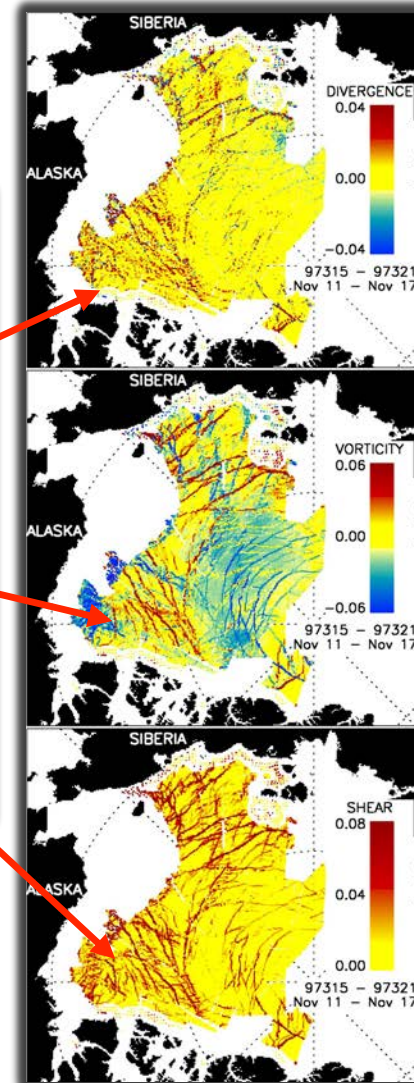 SIBERIA
DIVERGENCE
0.04
ALASKA
0.00
−0.04
97315 − 97321
Nov 11 − Nov 17
SIBERIA
VORTICITY
0.06
ALASKA
0.00
−0.06
97315 − 97321
Nov 11 − Nov 17
SIBERIA
SHEAR
0.08
ALASKA
0.04
0.00
97315 − 97321
Nov 11 − Nov 17